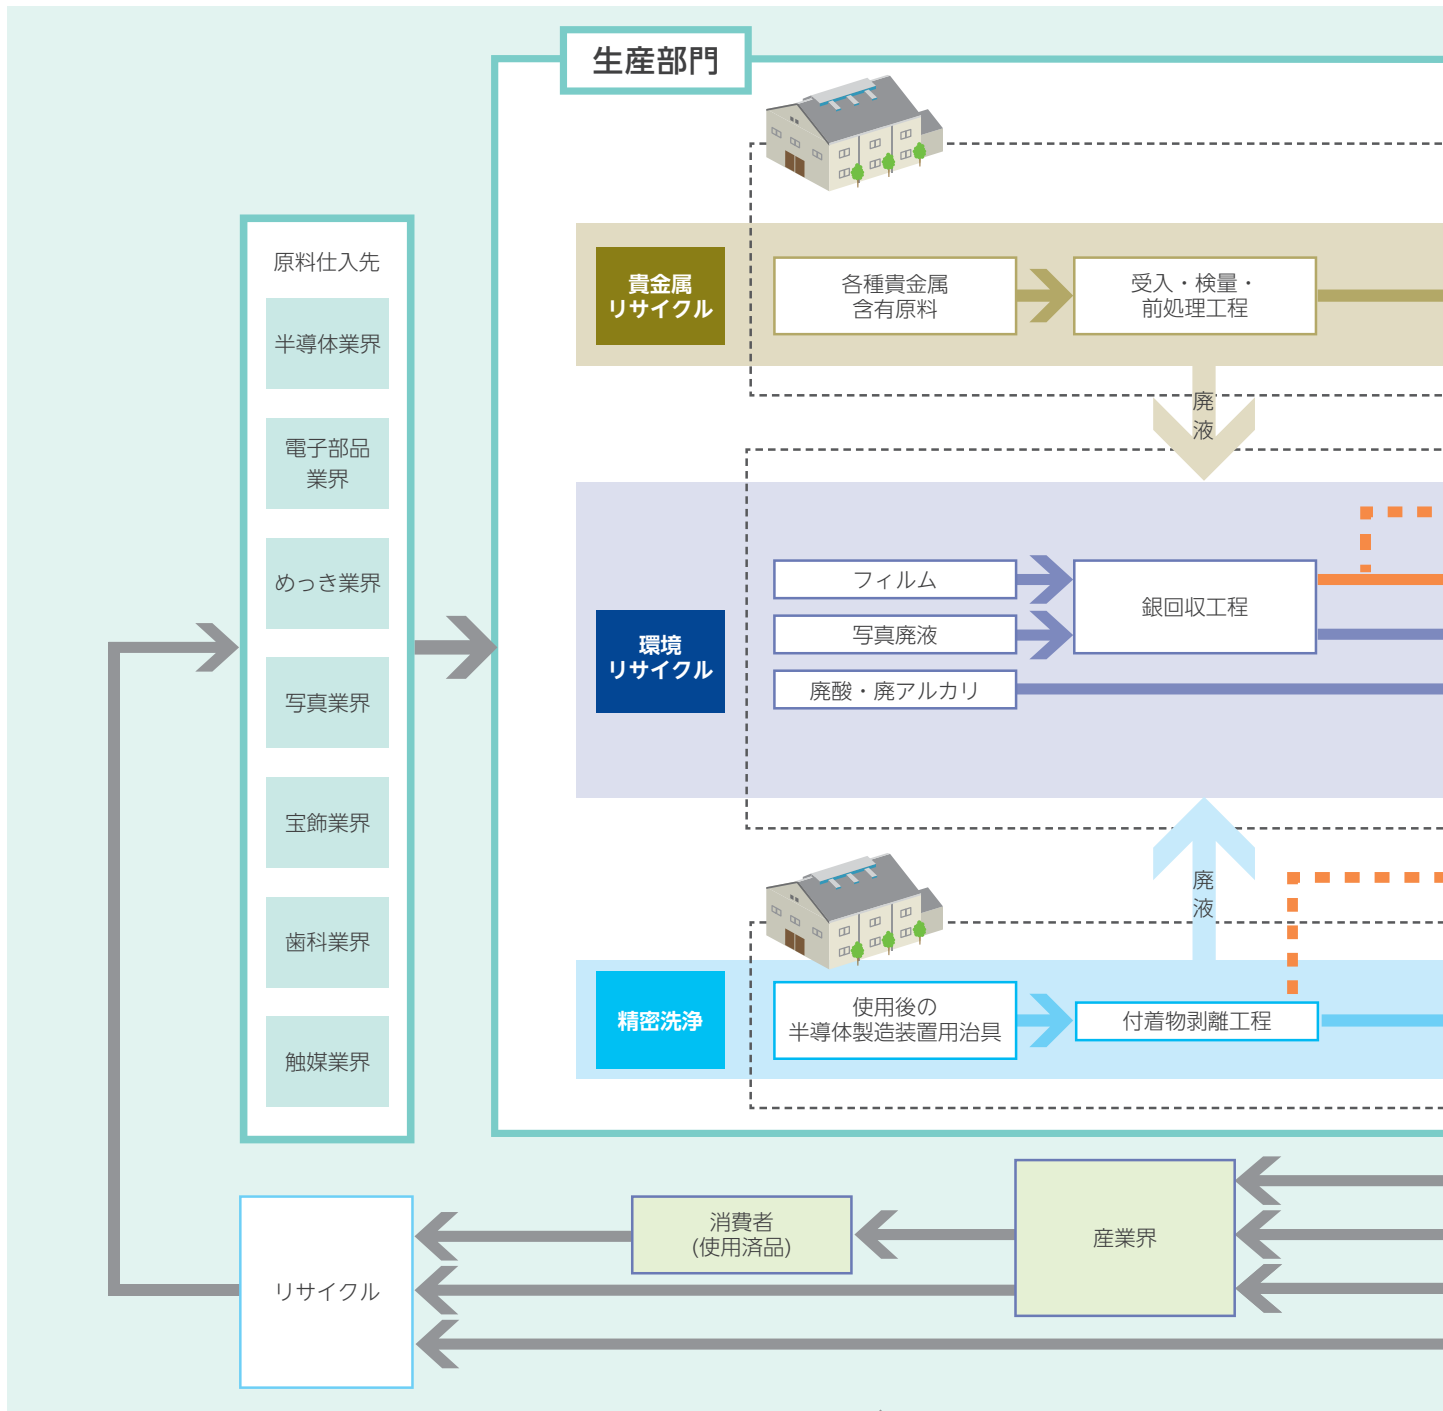 生産部門
原料仕入先
半導体業界
電子部品
業界
めっき業界
写真業界
宝飾業界
歯科業界
触媒業界
貴金属
リサイクル
各種貴金属
含有原料
受入・検量・
前処理工程
廃
液
環境
リサイクル
フィルム
写真廃液
廃酸・廃アルカリ
銀回収工程
廃
液
精密洗浄
使用後の
半導体製造装置用治具
付着物剥離工程
リサイクル
消費者
(使用済品)
産業界